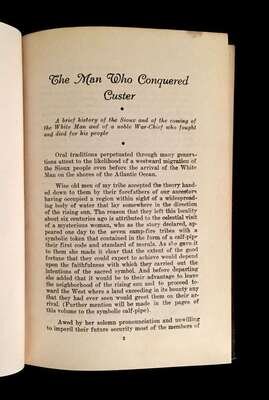 The Man Who Conquered
Custer
A brief history of the Sioux and of the coming of
the White Man and of a noble War-Chief who fought
and died for his people
Oral traditions perpetuated through many gener-
ations attest to the likelihood of a westward migration of
the Sioux people even before the arrival of the White
Man on the shores of the Atlantic Ocean.
Wise old men of my tribe accepted the theory hand-
ed down to them by their forefathers of our ancestors
having occupied a region within sight of a widespread-
ing body of water that lay somewhere in the direction
of the rising sun. The reason that they left this locality
about six centuries ago is attributed to the celestial visit
of a mysterious woman, who as the story declared, ap-
peared one day to the seven camp-fires tribes with a
symbolic token that contained in the form of a calf-pipe
their first code and standard of morals. As she gave it
to them she made it clear that the extent of the good
fortune that they could expect to achieve would depend
upon the faithfulness with which they carried out the
intentions of the sacred symbol. And before departing
she added that it would be to their advantage to leave
the neighborhood of the rising sun and to proceed to-
ward the West where a land exceeding in its bounty any
that they had ever seen would greet them on their ar-
rival. (Further mention will be made in the pages of
this volume to the symbolic calf-pipe.)
Awed by her solemn pronunciation and unwilling
to imperil their future security most of the members of